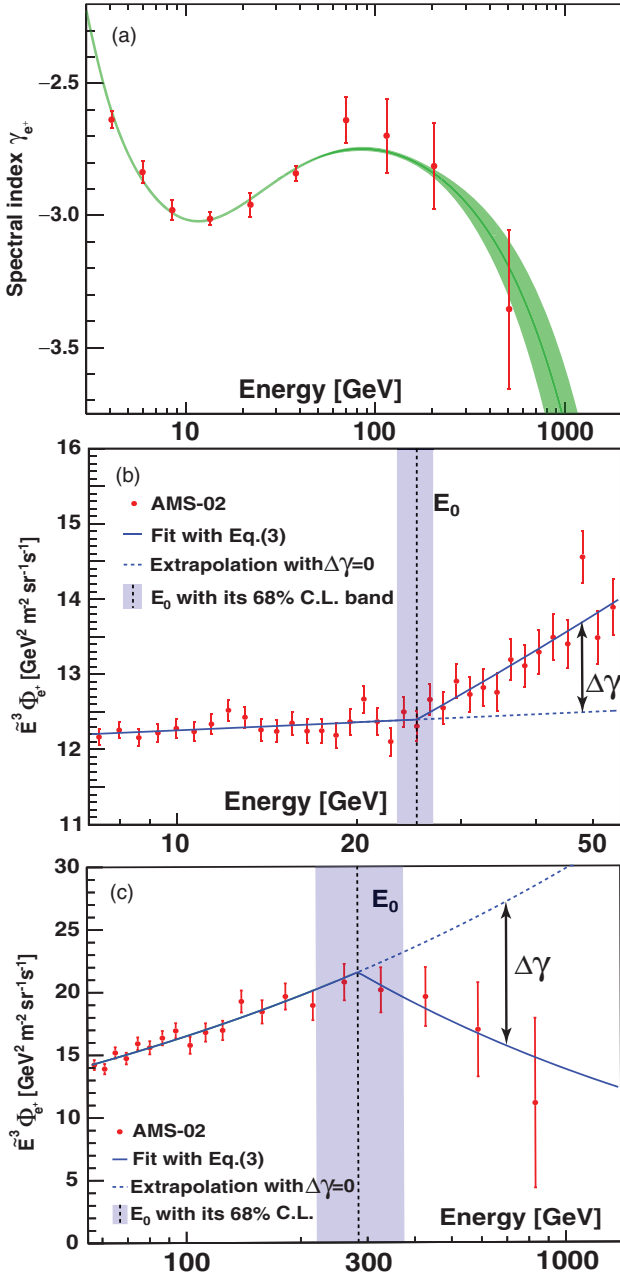 (a)
Spectral index γe+
−2.5
−3.0
−3.5
Energy [GeV]
10
100
1000
(b)
16
15
14
13
12
11
Ẽ³ Φe+ [GeV² m⁻² sr⁻¹s⁻¹]
AMS-02
Fit with Eq.(3)
Extrapolation with Δγ=0
E₀ with its 68% C.L. band
E₀
Δγ
Energy [GeV]
10
20
50
(c)
30
25
20
15
10
5
0
Ẽ³ Φe+ [GeV² m⁻² sr⁻¹s⁻¹]
E₀
Δγ
AMS-02
Fit with Eq.(3)
Extrapolation with Δγ=0
E₀ with its 68% C.L.
Energy [GeV]
100
300
1000